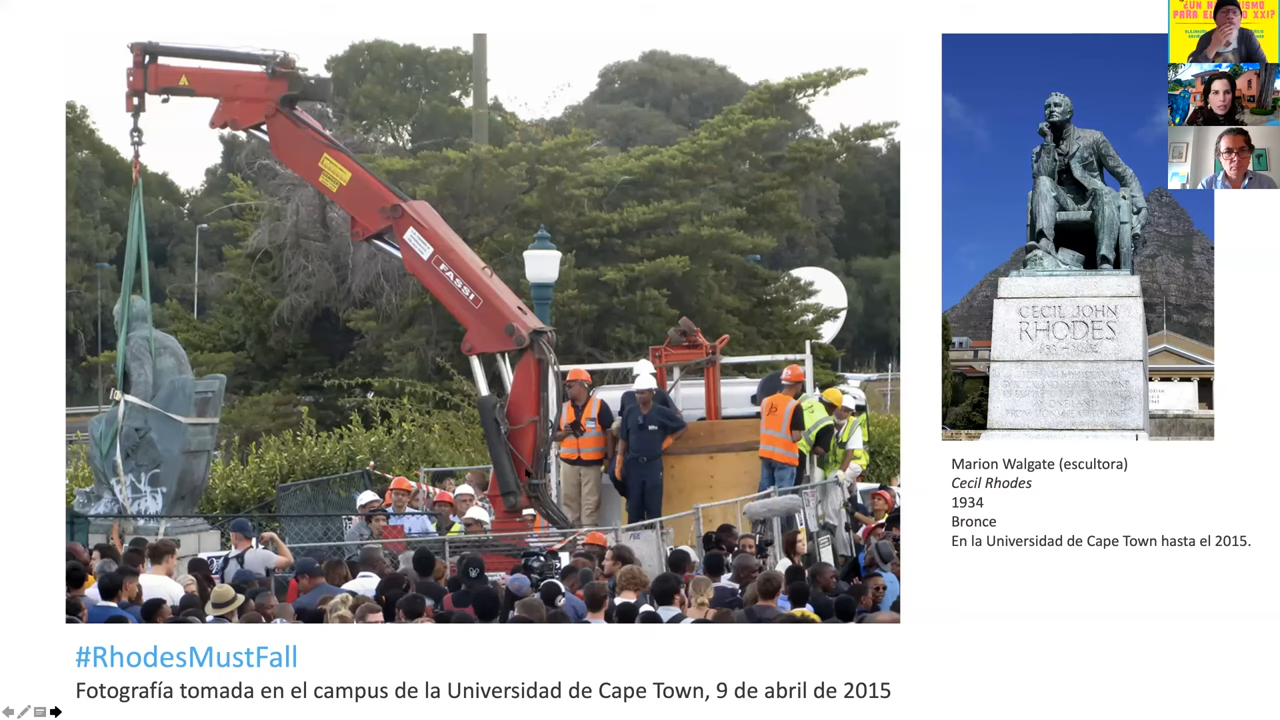 FASSI
CECIL JOHN
RHODES
#RhodesMustFall
Fotografía tomada en el campus de la Universidad de Cape Town, 9 de abril de 2015
Marion Walgate (escultora)
Cecil Rhodes
1934
Bronce
En la Universidad de Cape Town hasta el 2015.